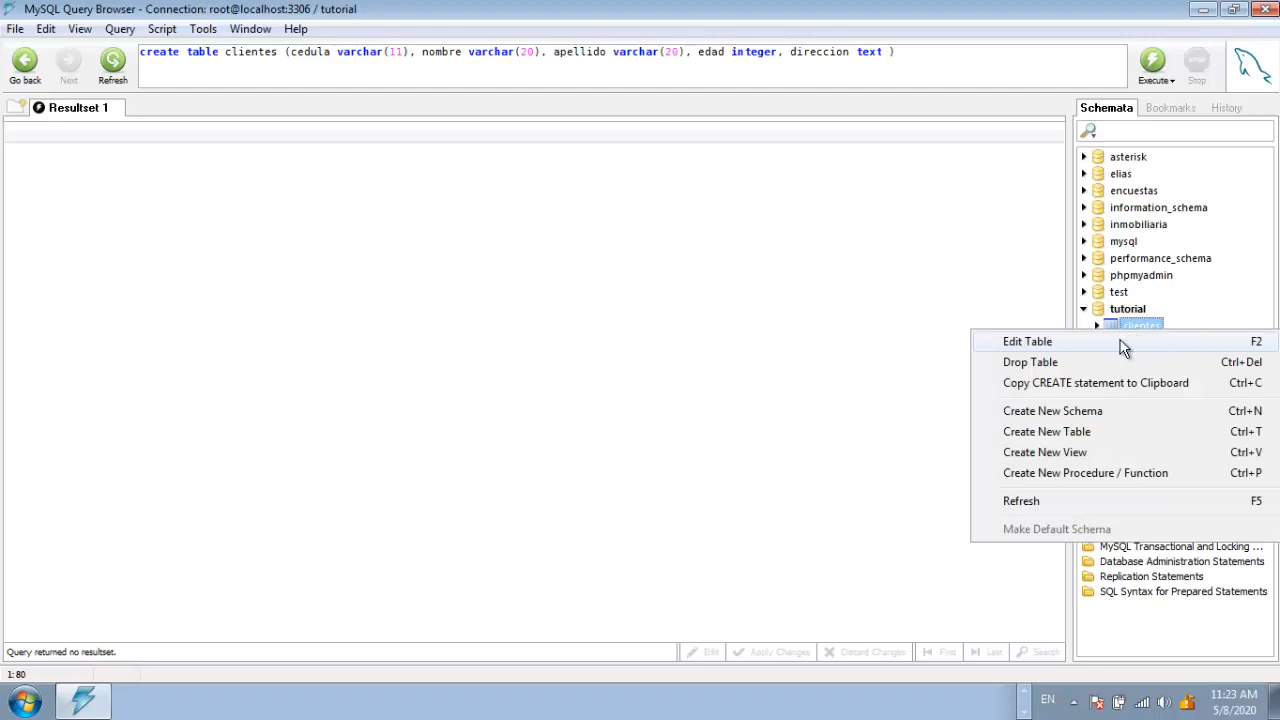 MySQL Query Browser - Connection: root@localhost:3306 / tutorial
File Edit View Query Script Tools Window Help
create table clientes (cedula varchar(11), nombre varchar(20), apellido varchar(20), edad integer, direccion text )
Go back Next Refresh Execute Stop
Resultset 1
Schemata Bookmarks History
asterisk
elias
encuestas
information_schema
inmobiliaria
mysql
performance_schema
phpmyadmin
test
tutorial
clientes
Edit Table F2
Drop Table Ctrl+Del
Copy CREATE statement to Clipboard Ctrl+C
Create New Schema Ctrl+N
Create New Table Ctrl+T
Create New View Ctrl+V
Create New Procedure / Function Ctrl+P
Refresh F5
Make Default Schema
MySQL Transactional and Locking ...
Database Administration Statements
Replication Statements
SQL Syntax for Prepared Statements
Query returned no resultset. Edit Apply Changes Discard Changes First Last Search
1: 80
EN 11:23 AM
5/8/2020